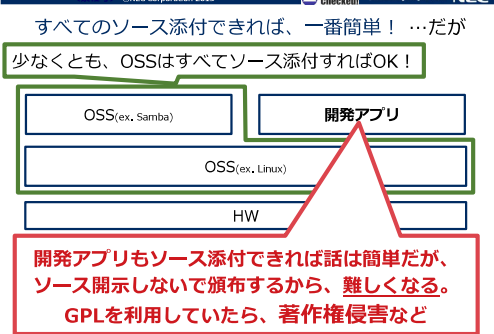 checked!
すべてのソース添付できれば、一番簡単！ …だが
少なくとも、OSSはすべてソース添付すればOK！
OSS(ex. Samba)
開発アプリ
OSS(ex. Linux)
HW
開発アプリもソース添付できれば話は簡単だが、
ソース開示しないで頒布するから、難しくなる。
GPLを利用していたら、著作権侵害など